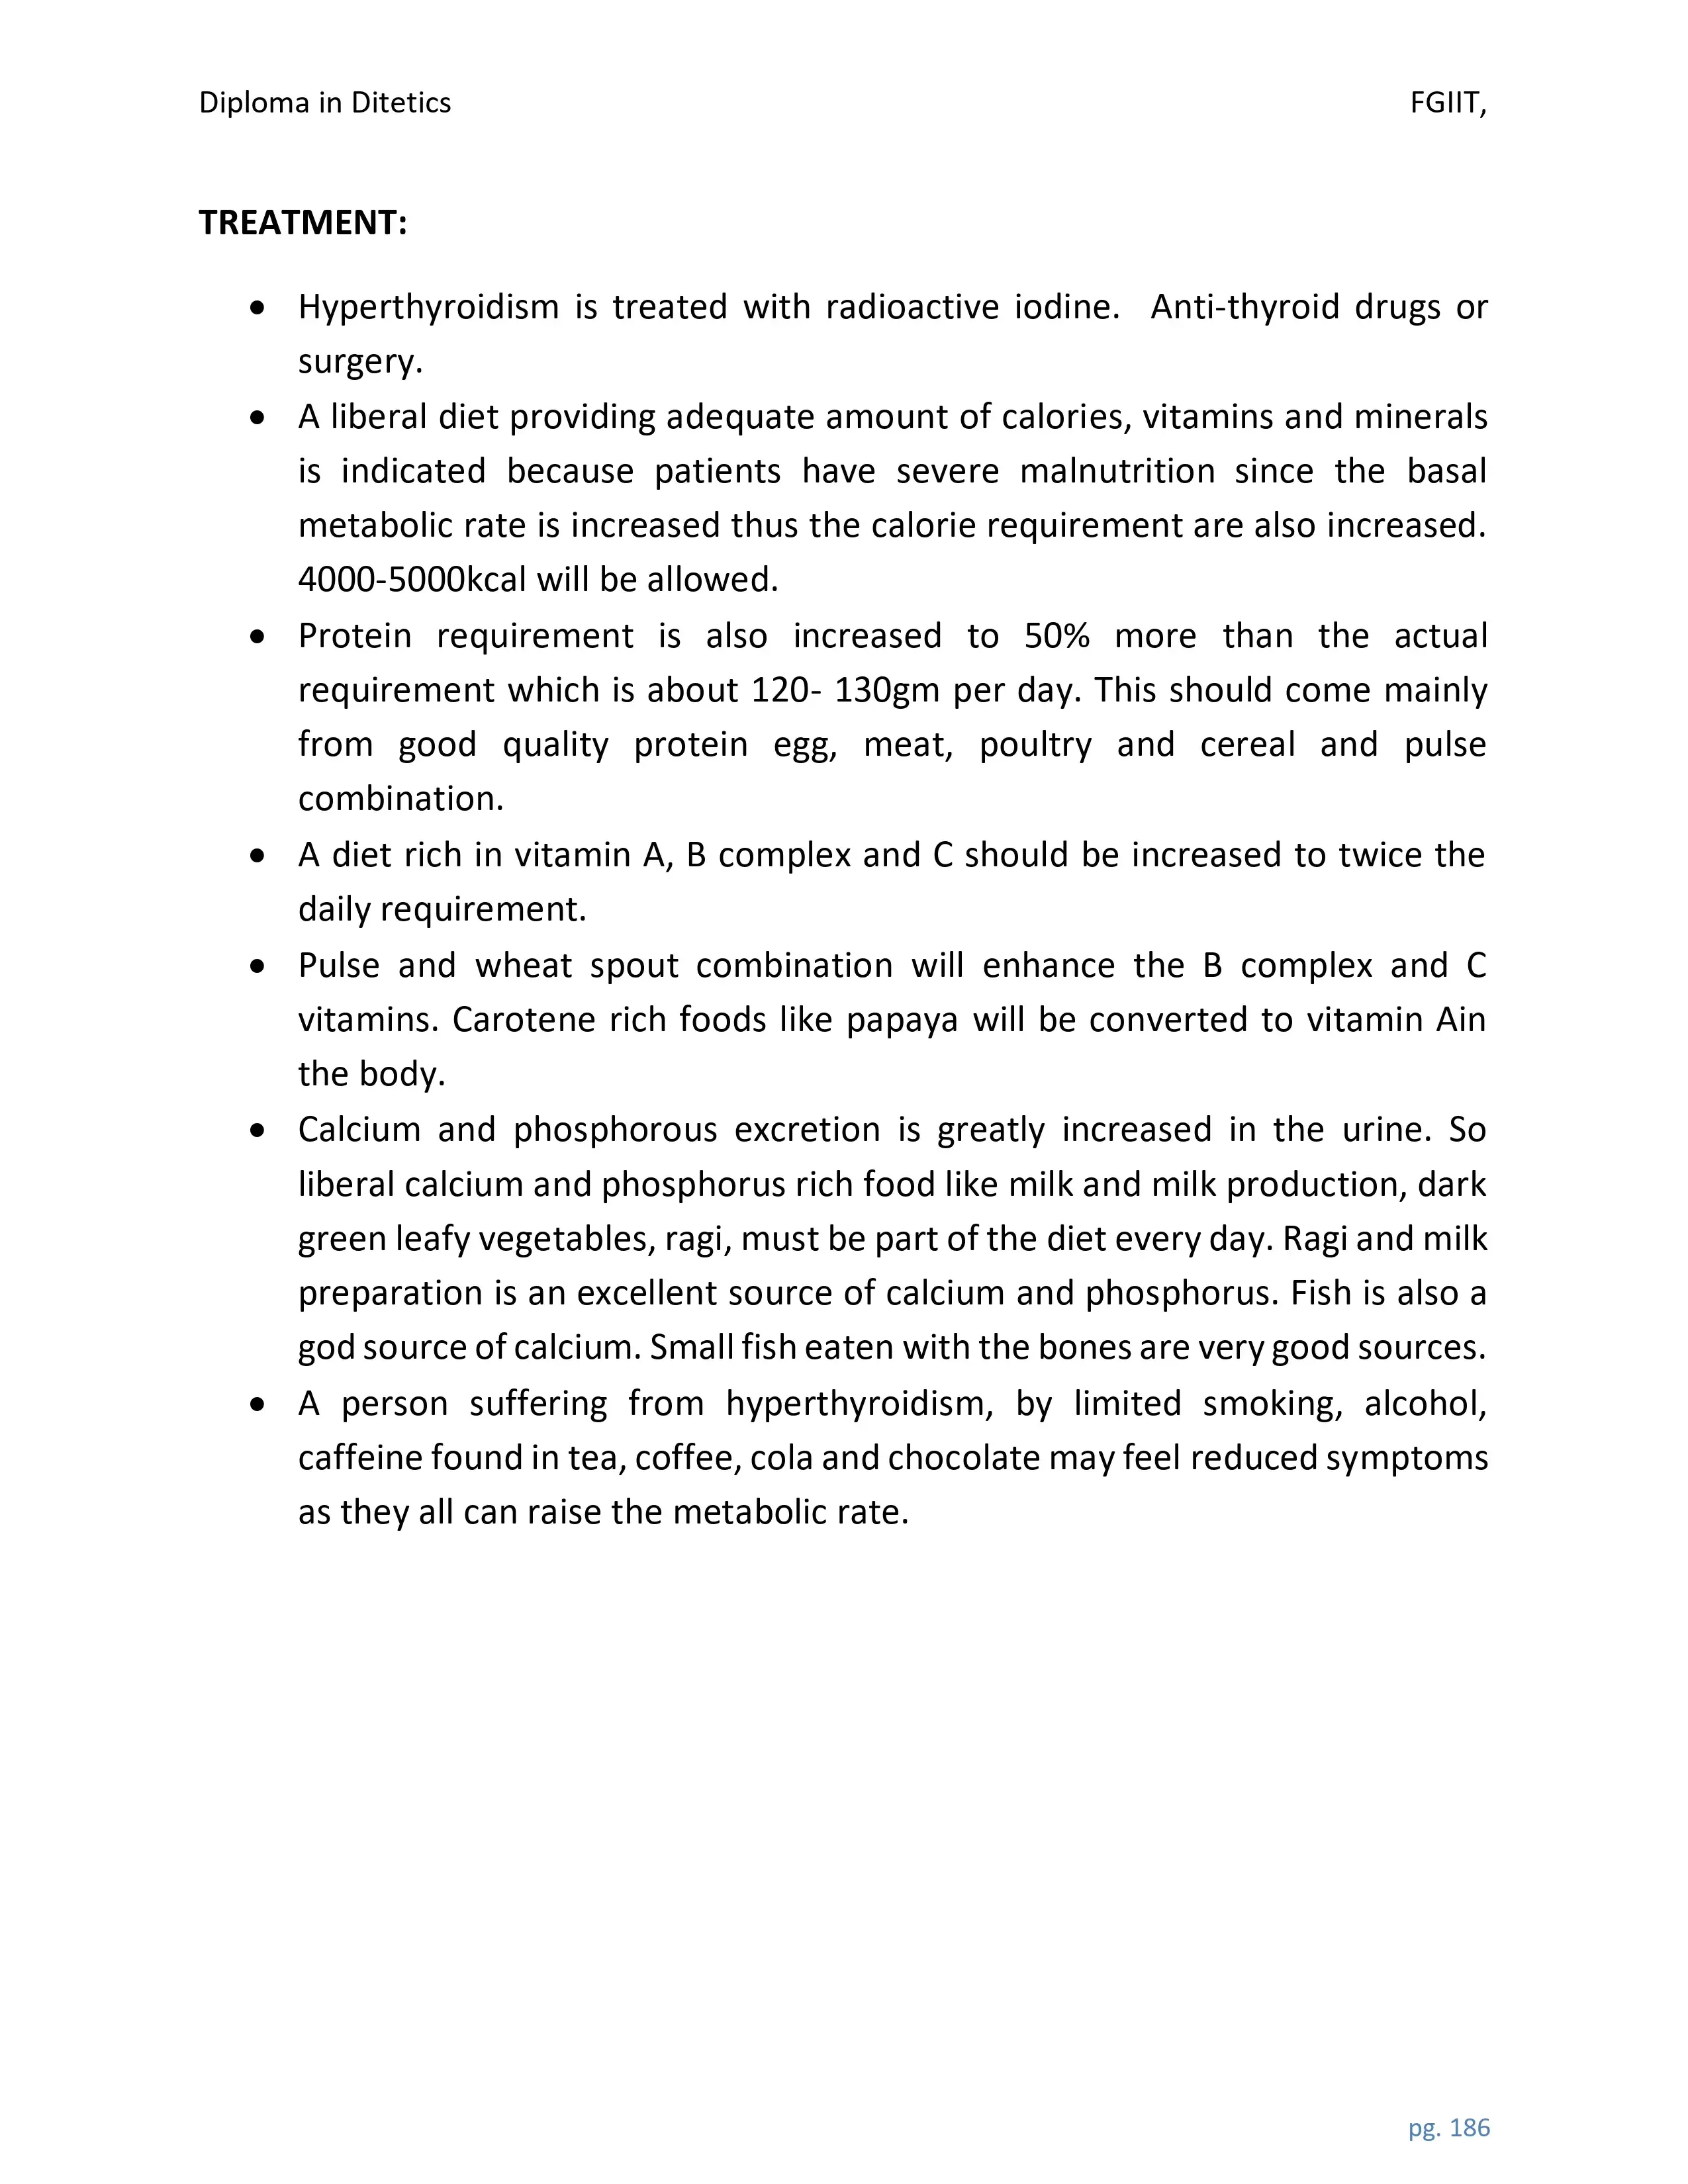 Diploma in Ditetics FGIIT,
TREATMENT:
• Hyperthyroidism is treated with radioactive iodine.  Anti-thyroid drugs or
surgery.
• A liberal diet providing adequate amount of calories, vitamins and minerals
is indicated because patients have severe malnutrition since the basal
metabolic rate is increased thus the calorie requirement are also increased.
4000-5000kcal will be allowed.
• Protein requirement is also increased to 50% more than the actual
requirement which is about 120- 130gm per day. This should come mainly
from good quality protein egg, meat, poultry and cereal and pulse
combination.
• A diet rich in vitamin A, B complex and C should be increased to twice the
daily requirement.
• Pulse and wheat spout combination will enhance the B complex and C
vitamins. Carotene rich foods like papaya will be converted to vitamin Ain
the body.
• Calcium and phosphorous excretion is greatly increased in the urine. So
liberal calcium and phosphorus rich food like milk and milk production, dark
green leafy vegetables, ragi, must be part of the diet every day. Ragi and milk
preparation is an excellent source of calcium and phosphorus. Fish is also a
god source of calcium. Small fish eaten with the bones are very good sources.
• A person suffering from hyperthyroidism, by limited smoking, alcohol,
caffeine found in tea, coffee, cola and chocolate may feel reduced symptoms
as they all can raise the metabolic rate.
pg. 186